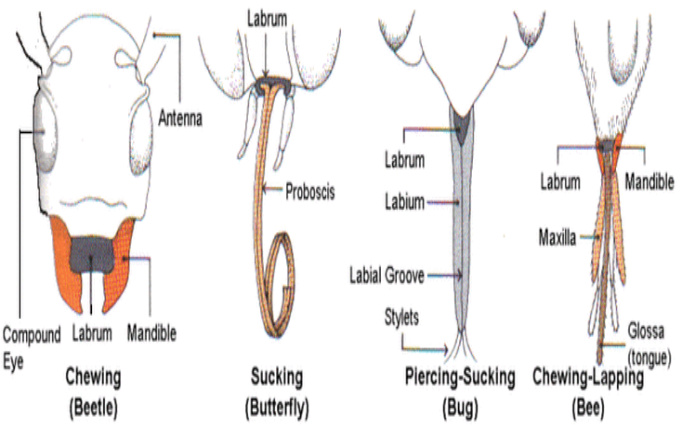 Antenna
Compound
Eye
Labrum
Mandible
Chewing
(Beetle)
Labrum
Proboscis
Sucking
(Butterfly)
Labrum
Labium
Labial Groove
Stylets
Piercing-Sucking
(Bug)
Labrum
Mandible
Maxilla
Glossa
(tongue)
Chewing-Lapping
(Bee)